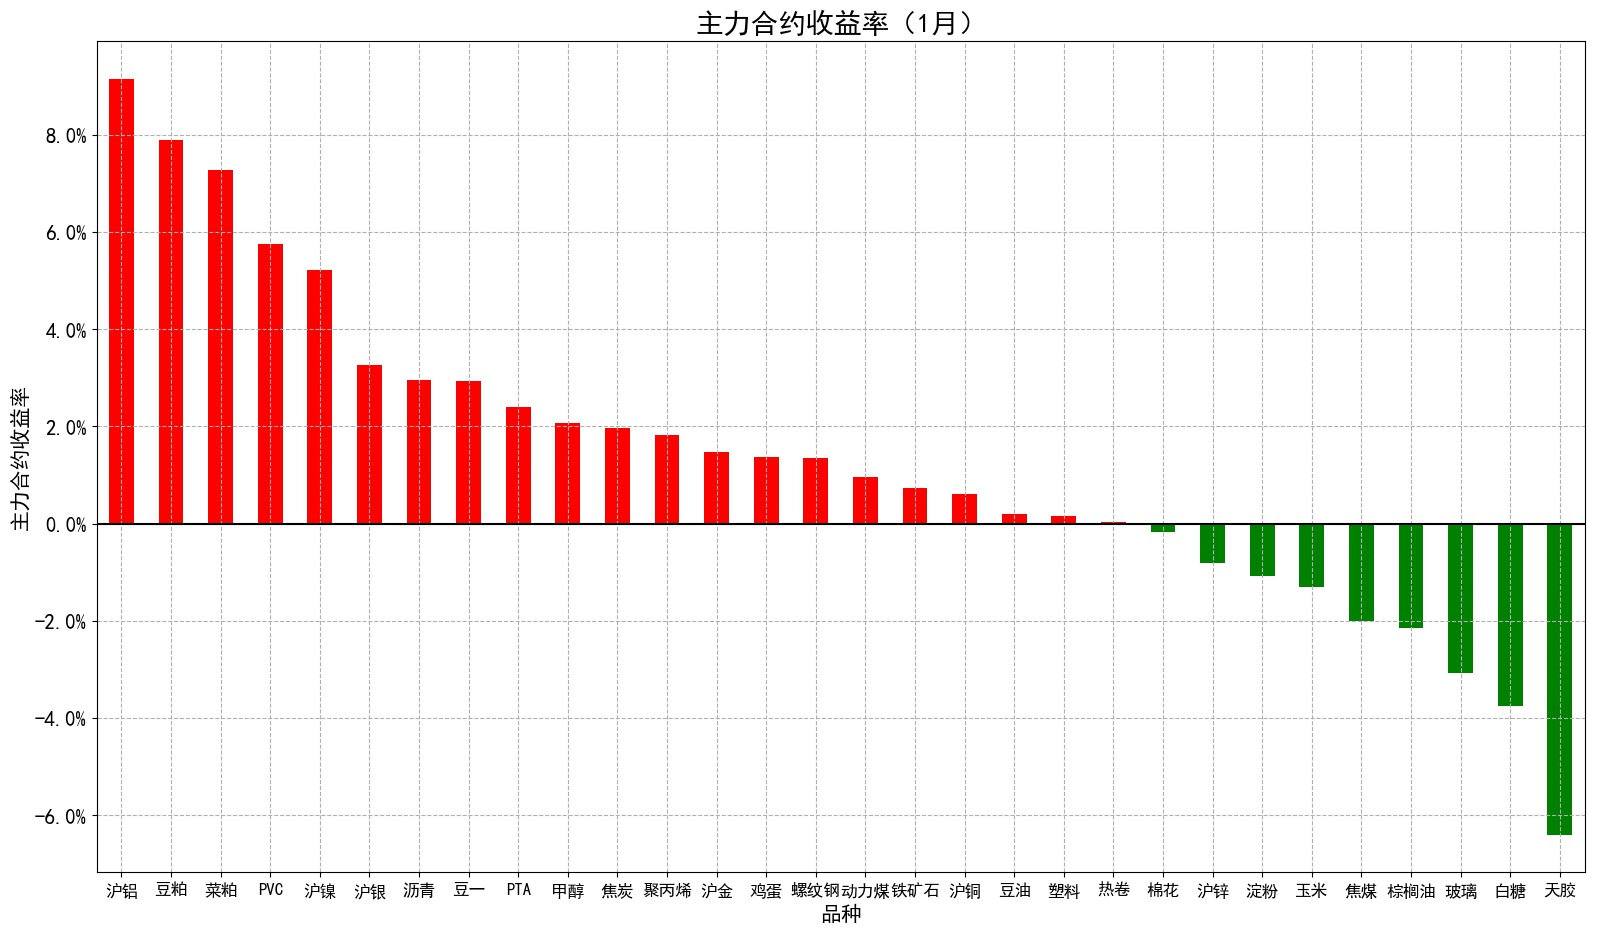 主力合约收益率（1月）
主力合约收益率
8.0%
6.0%
4.0%
2.0%
0.0%
-2.0%
-4.0%
-6.0%
沪铝 豆粕 菜粕 PVC 沪镍 沪银 沥青 豆一 PTA 甲醇 焦炭 聚丙烯 沪金 鸡蛋 螺纹钢 动力煤 铁矿石 沪铜 豆油 塑料 热卷 棉花 沪锌 淀粉 玉米 焦煤 棕榈油 玻璃 白糖 天胶
品种